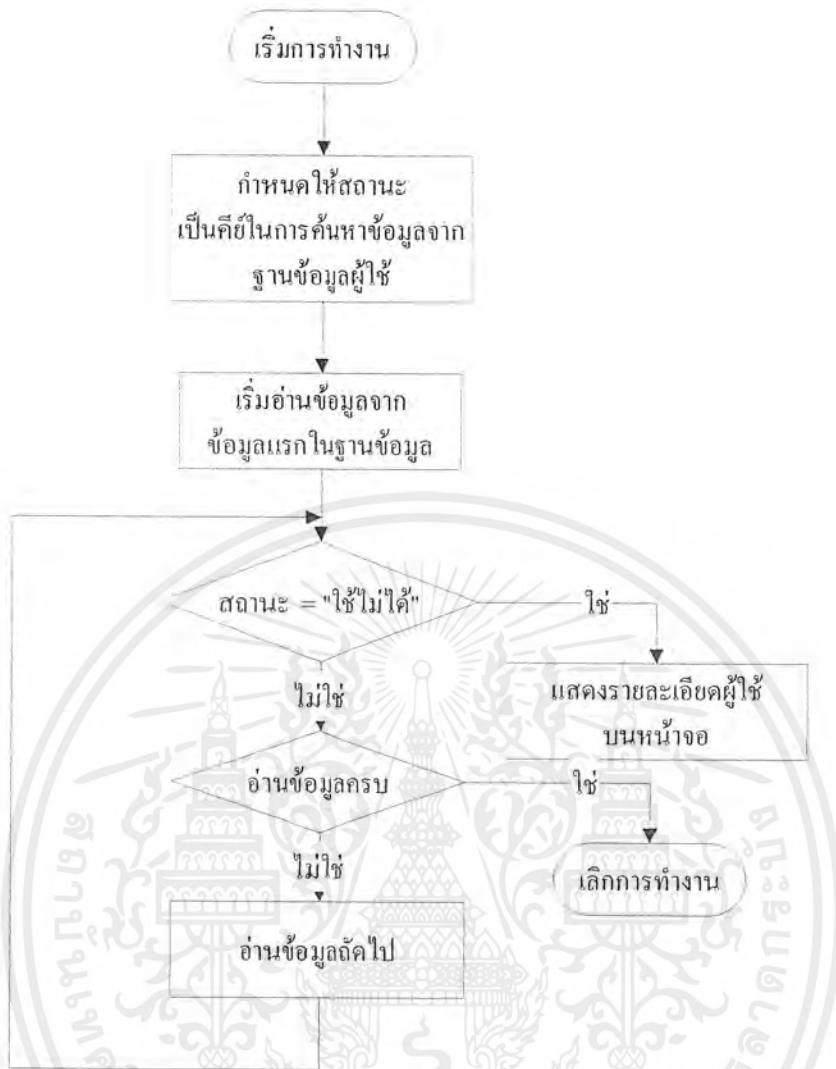 เริ่มการทำงาน
กำหนดให้สถานะ
เป็นคีย์ในการค้นหาข้อมูลจาก
ฐานข้อมูลผู้ใช้
เริ่มอ่านข้อมูลจาก
ข้อมูลแรกในฐานข้อมูล
สถานะ = "ใช้ไม่ได้"
ใช่
ไม่ใช่
แสดงรายละเอียดผู้ใช้
บนหน้าจอ
อ่านข้อมูลครบ
ใช่
ไม่ใช่
เลิกการทำงาน
อ่านข้อมูลถัดไป